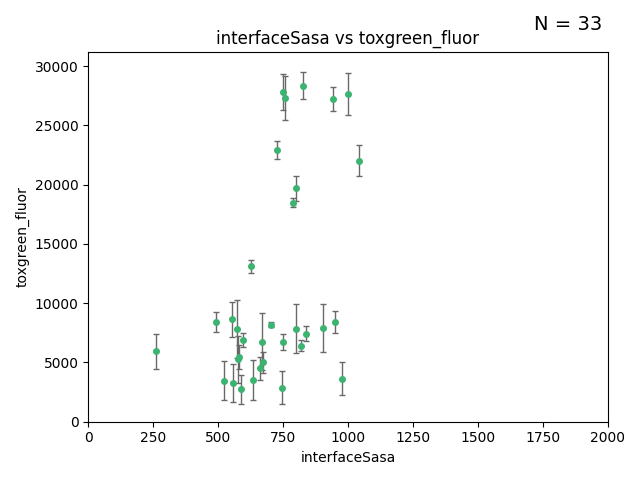 N = 33
interfaceSasa vs toxgreen_fluor
30000
25000
20000
15000
10000
5000
0
toxgreen_fluor
0 250 500 750 1000 1250 1500 1750 2000
interfaceSasa